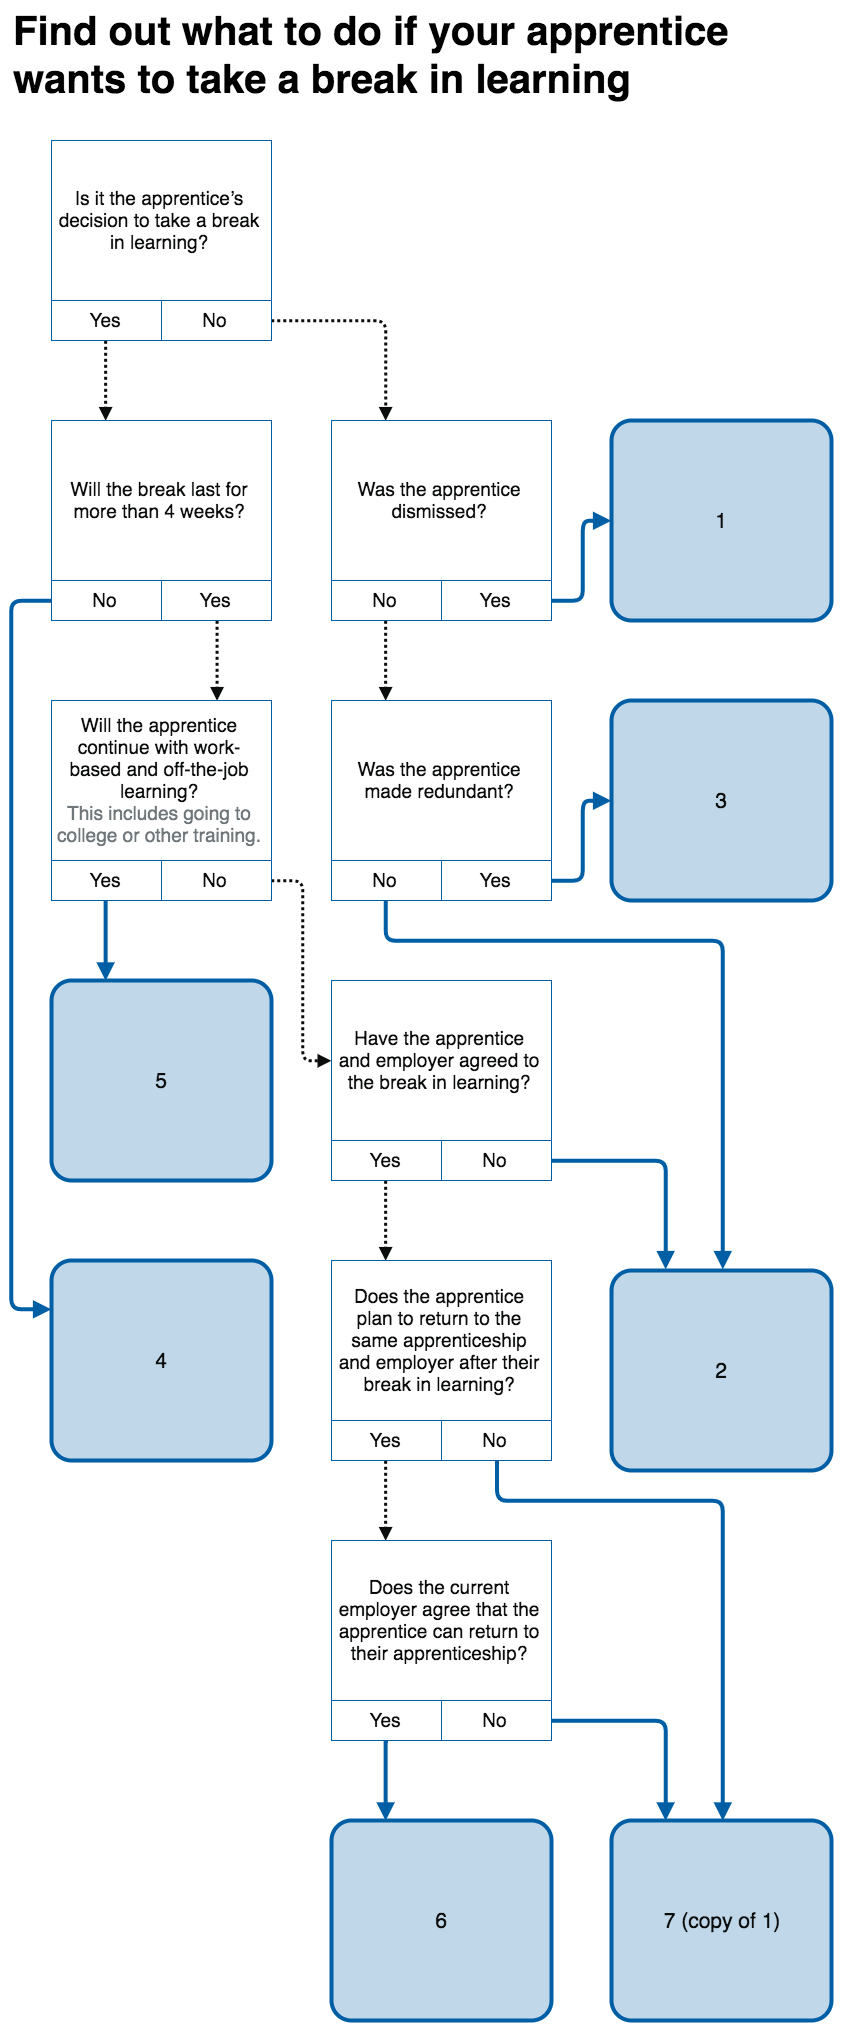 Find out what to do if your apprentice
wants to take a break in learning
Is it the apprentice’s
decision to take a break
in learning?
Yes
No
Will the break last for
more than 4 weeks?
No
Yes
Was the apprentice
dismissed?
No
Yes
1
Will the apprentice
continue with work-
based and off-the-job
learning?
This includes going to
college or other training.
Yes
No
Was the apprentice
made redundant?
No
Yes
3
5
Have the apprentice
and employer agreed to
the break in learning?
Yes
No
4
Does the apprentice
plan to return to the
same apprenticeship
and employer after their
break in learning?
Yes
No
2
Does the current
employer agree that the
apprentice can return to
their apprenticeship?
Yes
No
6
7 (copy of 1)